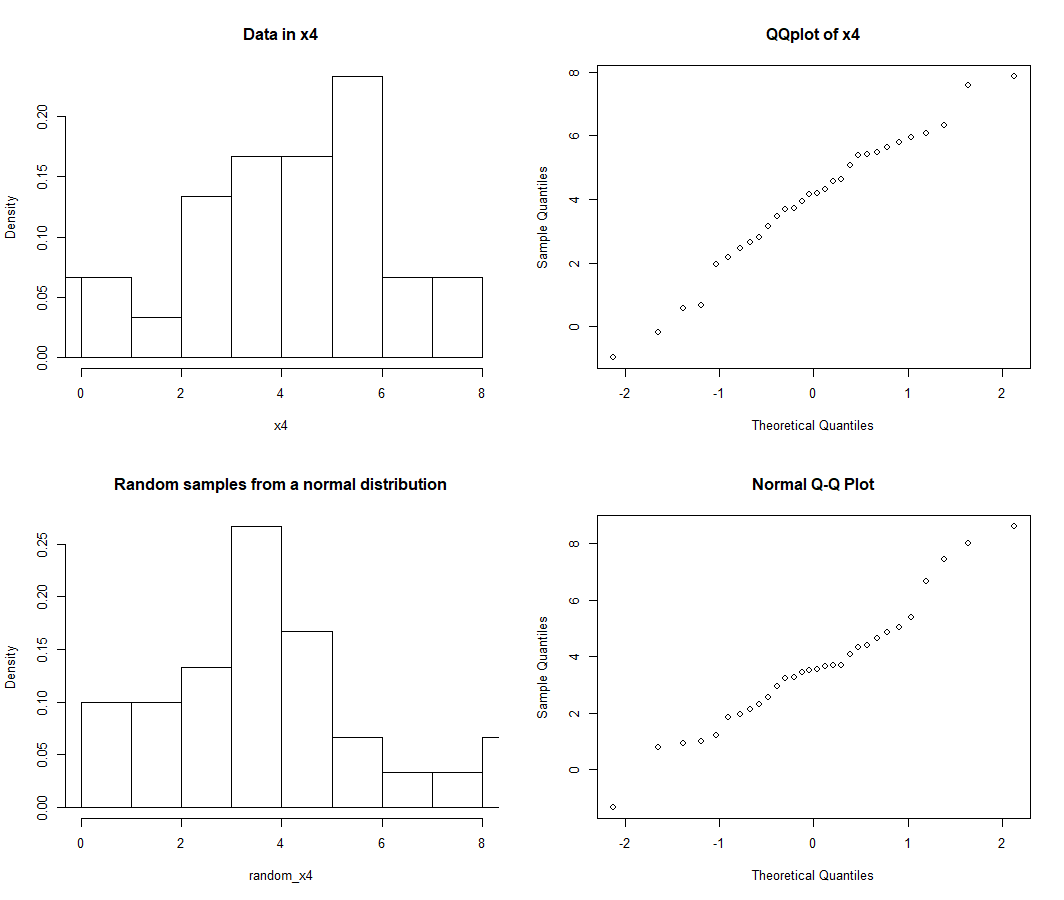 Data in x4
Density
0.00 0.05 0.10 0.15 0.20
0 2 4 6 8
x4
QQplot of x4
Sample Quantiles
0 2 4 6 8
-2 -1 0 1 2
Theoretical Quantiles
Random samples from a normal distribution
Density
0.00 0.05 0.10 0.15 0.20 0.25
0 2 4 6 8
random_x4
Normal Q-Q Plot
Sample Quantiles
0 2 4 6 8
-2 -1 0 1 2
Theoretical Quantiles